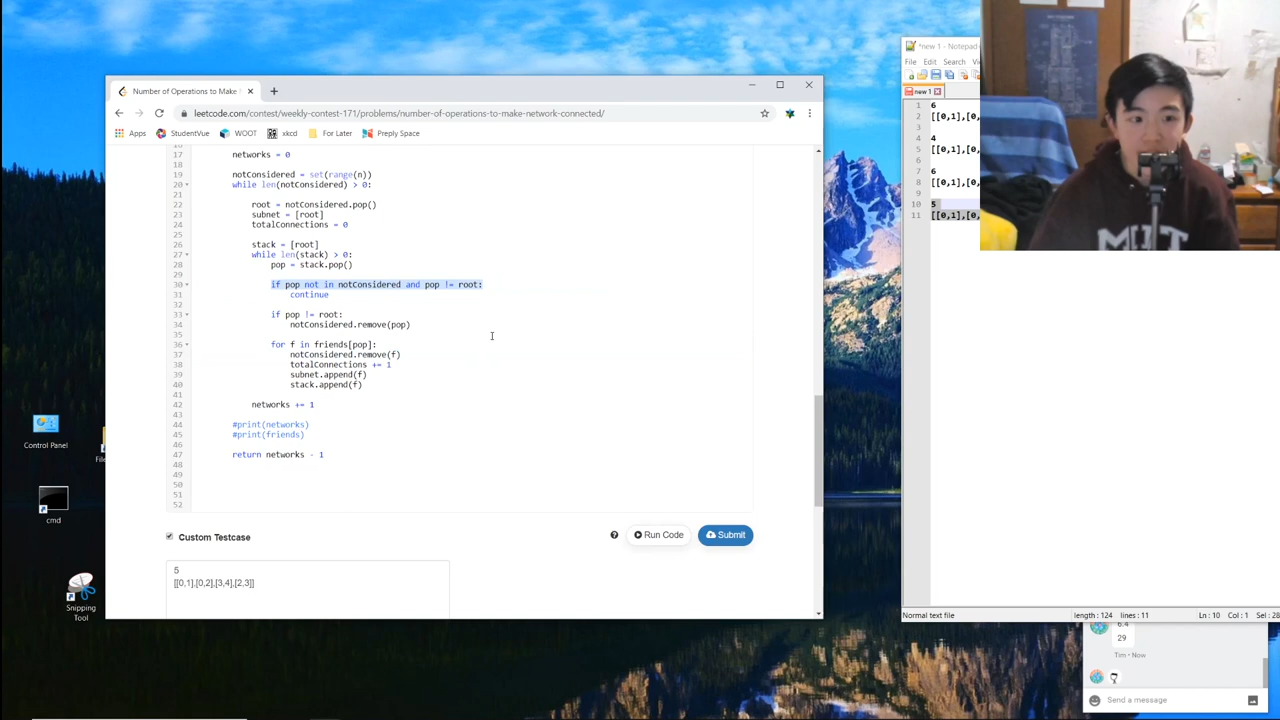 Number of Operations to Make
leetcode.com/contest/weekly-contest-171/problems/number-of-operations-to-make-network-connected/
Apps StudentVue WOOT xkcd For Later Preply Space
17 networks = 0
18
19 notConsidered = set(range(n))
20 while len(notConsidered) > 0:
21
22 root = notConsidered.pop()
23 subnet = [root]
24 totalConnections = 0
25
26 stack = [root]
27 while len(stack) > 0:
28 pop = stack.pop()
29
30 if pop not in notConsidered and pop != root:
31 continue
32
33 if pop != root:
34 notConsidered.remove(pop)
35
36 for f in friends[pop]:
37 notConsidered.remove(f)
38 totalConnections += 1
39 subnet.append(f)
40 stack.append(f)
41
42 networks += 1
43
44 #print(networks)
45 #print(friends)
46
47 return networks - 1
48
49
50
51
52
Custom Testcase
Run Code
Submit
5
[[0,1],[0,2],[3,4],[2,3]]
Control Panel
cmd
Snipping
Tool
*new 1 - Notepad
File Edit Search
new 1
1 6
2 [[0,1],[0,
3
4 4
5 [[0,1],[0,
6
7 6
8 [[0,1],[0,
9
10 5
11 [[0,1],[0,
MIT
Normal text file length : 124 lines : 11 Ln : 10 Col : 1 Sel : 28
6.4
29
Tim • Now
Send a message